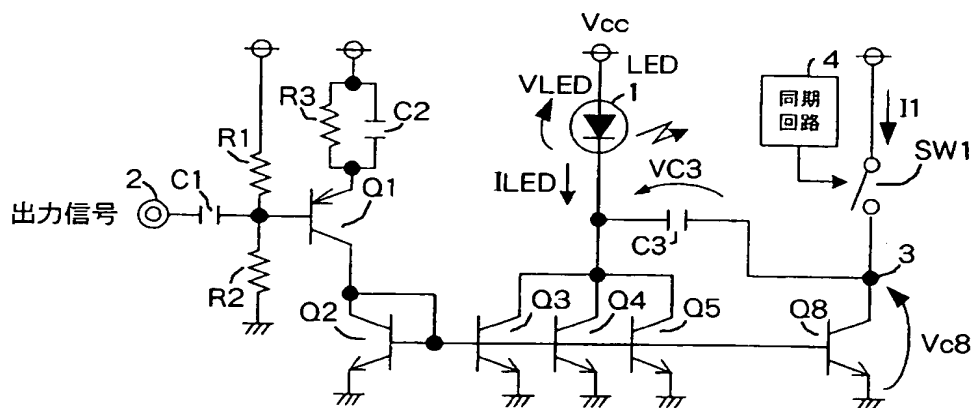 Vcc
LED
VLED
1
4
同期
回路
I1
SW1
R3
C2
R1
2
C1
Q1
出力信号
ILED
VC3
C3
3
R2
Q2
Q3
Q4
Q5
Q8
Vc8